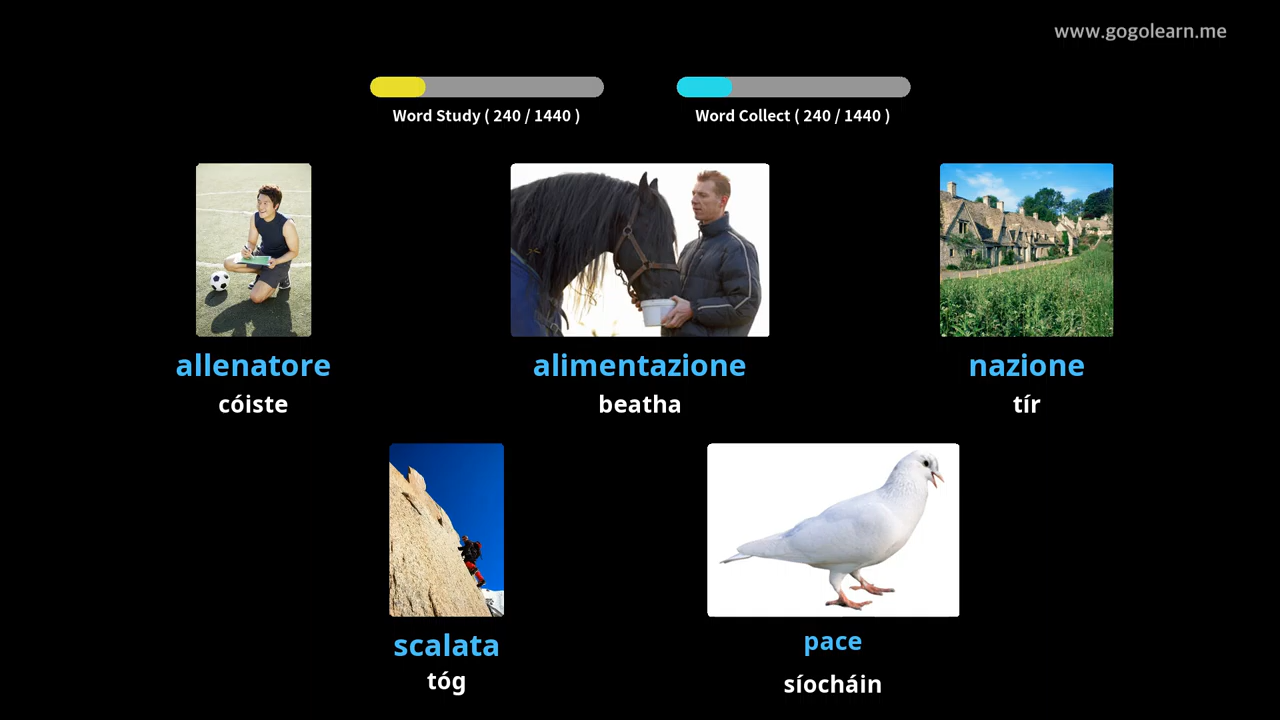 www.gogolearn.me
Word Study ( 240 / 1440 )
Word Collect ( 240 / 1440 )
allenatore
cóiste
alimentazione
beatha
nazione
tír
scalata
tóg
pace
síocháin